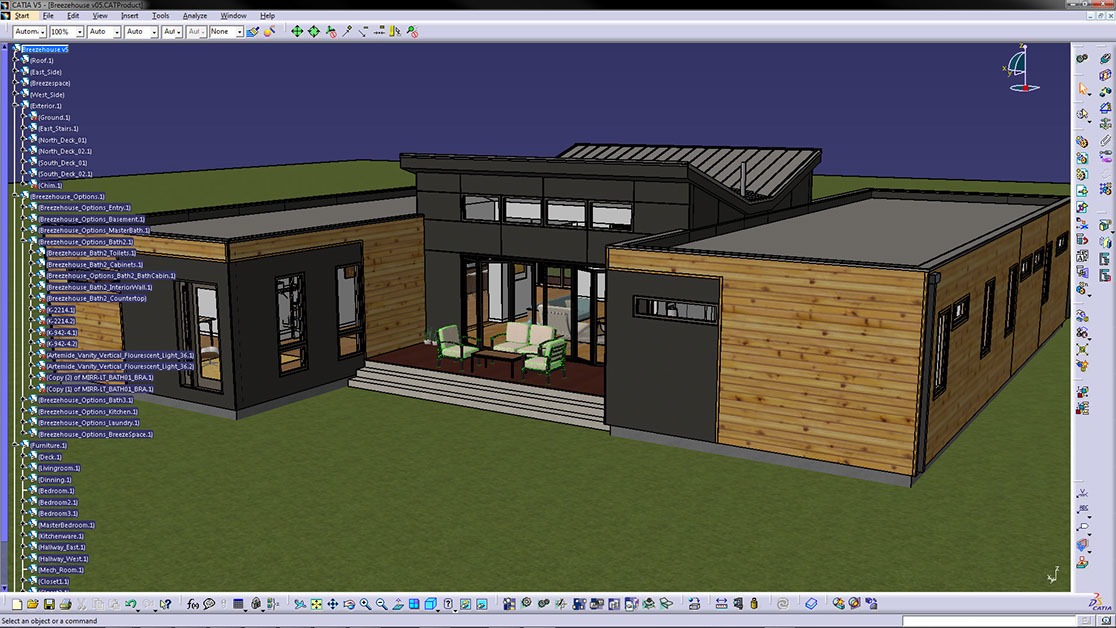 CATIA V5 - [Breezehouse v05.CATProduct]
Start File Edit View Insert Tools Analyze Window Help
Autom 100% Auto Auto Aut Aut None
Breezehouse v5
(Roof.1)
(East_Side)
(Breezespace)
(West_Side)
(Exterior.1)
(Ground.1)
(East_Stairs.1)
(North_Deck_01)
(North_Deck_02.1)
(South_Deck_01)
(South_Deck_02.1)
(Chim.1)
(Breezehouse_Options.1)
(Breezehouse_Options_Entry.1)
(Breezehouse_Options_Basement.1)
(Breezehouse_Options_MasterBath.1)
(Breezehouse_Options_Bath2.1)
(Breezehouse_Bath2_Toilets.1)
(Breezehouse_Bath2_Cabinets.1)
(Breezehouse_Options_Bath2_BathCabin.1)
(Breezehouse_Bath2_InteriorWall.1)
(Breezehouse_Bath2_Countertop)
(K-2214.1)
(K-2214.2)
(K-942-4.1)
(K-942-4.2)
(Artemide_Vanity_Vertical_Flourescent_Light_36.1)
(Artemide_Vanity_Vertical_Flourescent_Light_36.2)
(Copy (2) of MIRR-LT_BATH01_BRA.1)
(Copy (1) of MIRR-LT_BATH01_BRA.1)
(Breezehouse_Options_Bath3.1)
(Breezehouse_Options_Kitchen.1)
(Breezehouse_Options_Laundry.1)
(Breezehouse_Options_BreezeSpace.1)
(Furniture.1)
(Deck.1)
(Livingroom.1)
(Dinning.1)
(Bedroom.1)
(Bedroom2.1)
(Bedroom3.1)
(MasterBedroom.1)
(Kitchenware.1)
(Hallway_East.1)
(Hallway_West.1)
(Mech_Room.1)
(Closet1.1)
z
x
y
ABC
z
x
f(x)
CATIA
Select an object or a command